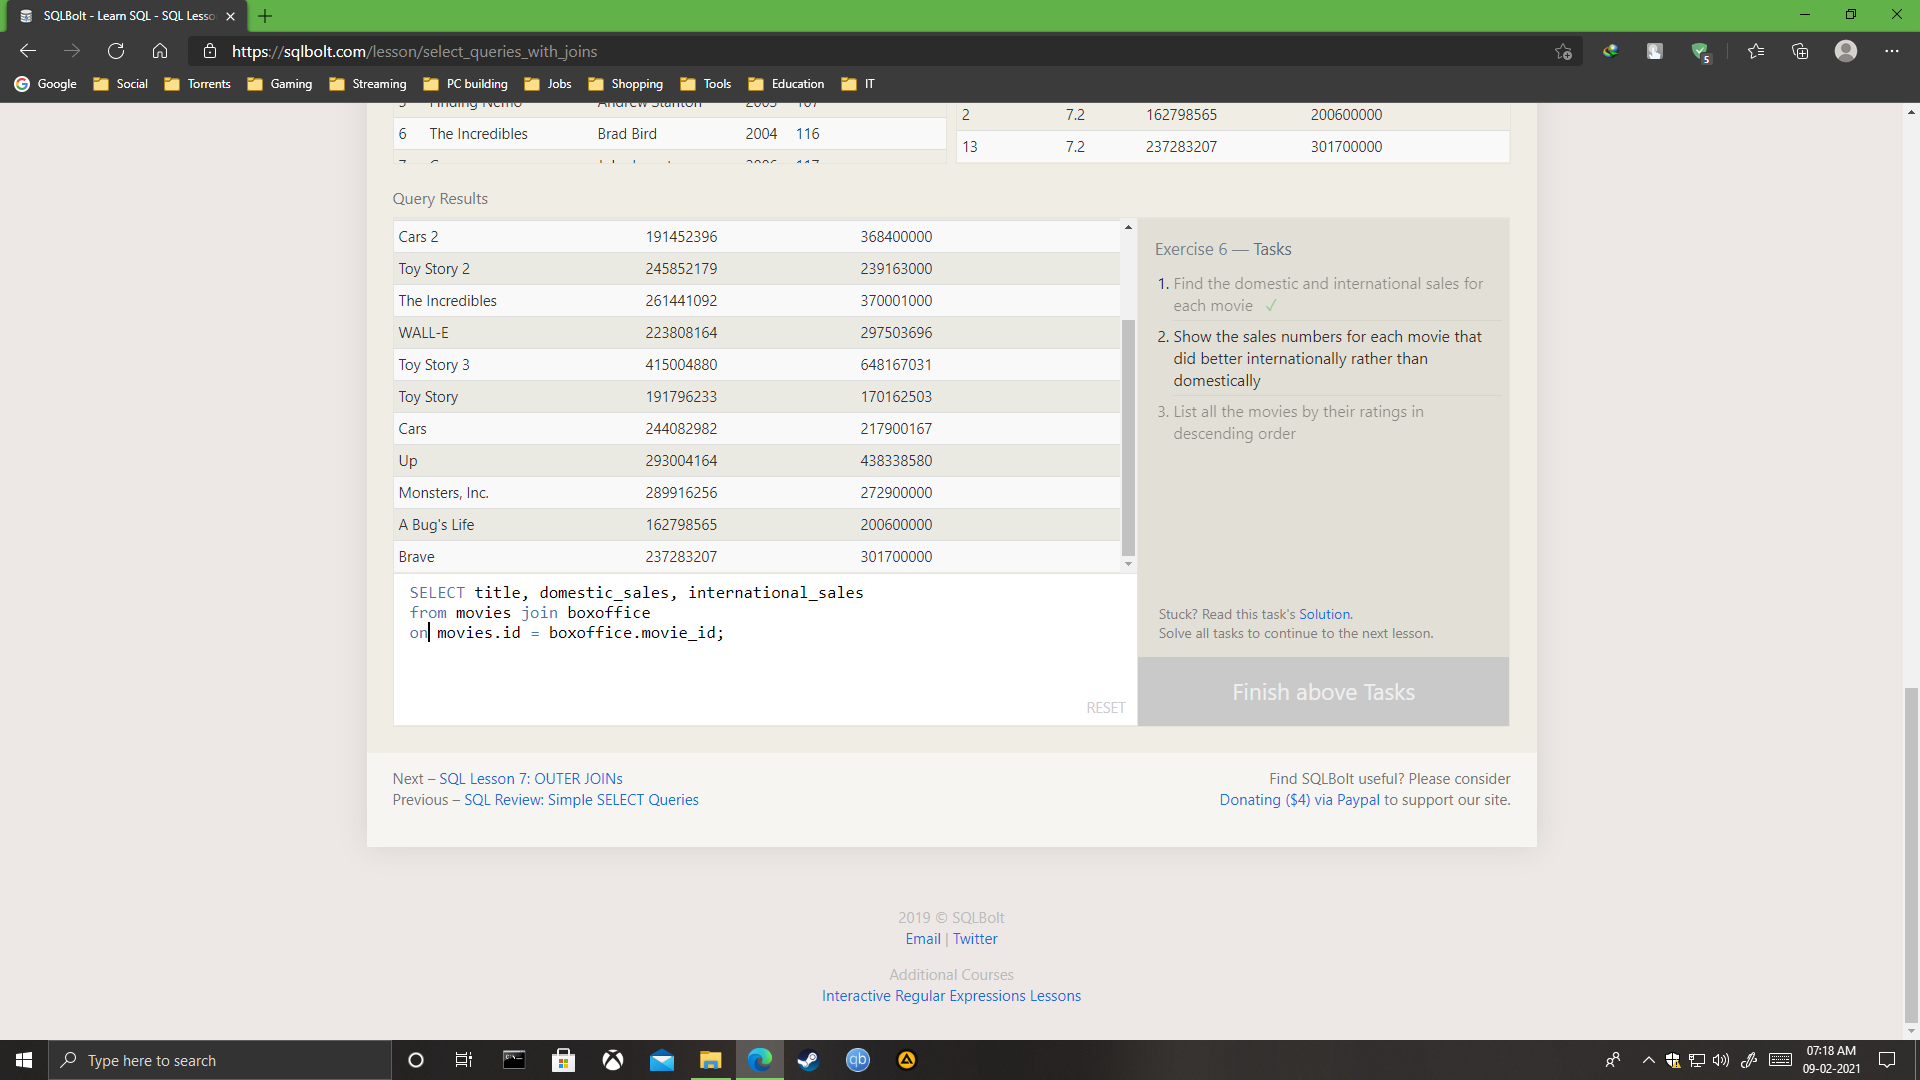 SQLBolt - Learn SQL - SQL Lesso
https://sqlbolt.com/lesson/select_queries_with_joins
5
Google Social Torrents Gaming Streaming PC building Jobs Shopping Tools Education IT
5 Finding Nemo Andrew Stanton 2003 107
2 7.2 162798565 200600000
6 The Incredibles Brad Bird 2004 116
13 7.2 237283207 301700000
Query Results
Cars 2 191452396 368400000
Toy Story 2 245852179 239163000
The Incredibles 261441092 370001000
WALL-E 223808164 297503696
Toy Story 3 415004880 648167031
Toy Story 191796233 170162503
Cars 244082982 217900167
Up 293004164 438338580
Monsters, Inc. 289916256 272900000
A Bug's Life 162798565 200600000
Brave 237283207 301700000
Exercise 6 — Tasks
1. Find the domestic and international sales for
each movie ✓
2. Show the sales numbers for each movie that
did better internationally rather than
domestically
3. List all the movies by their ratings in
descending order
SELECT title, domestic_sales, international_sales
from movies join boxoffice
on movies.id = boxoffice.movie_id;
RESET
Stuck? Read this task's Solution.
Solve all tasks to continue to the next lesson.
Finish above Tasks
Next – SQL Lesson 7: OUTER JOINs
Previous – SQL Review: Simple SELECT Queries
Find SQLBolt useful? Please consider
Donating ($4) via Paypal to support our site.
2019 © SQLBolt
Email | Twitter
Additional Courses
Interactive Regular Expressions Lessons
Type here to search
qb
07:18 AM
09-02-2021